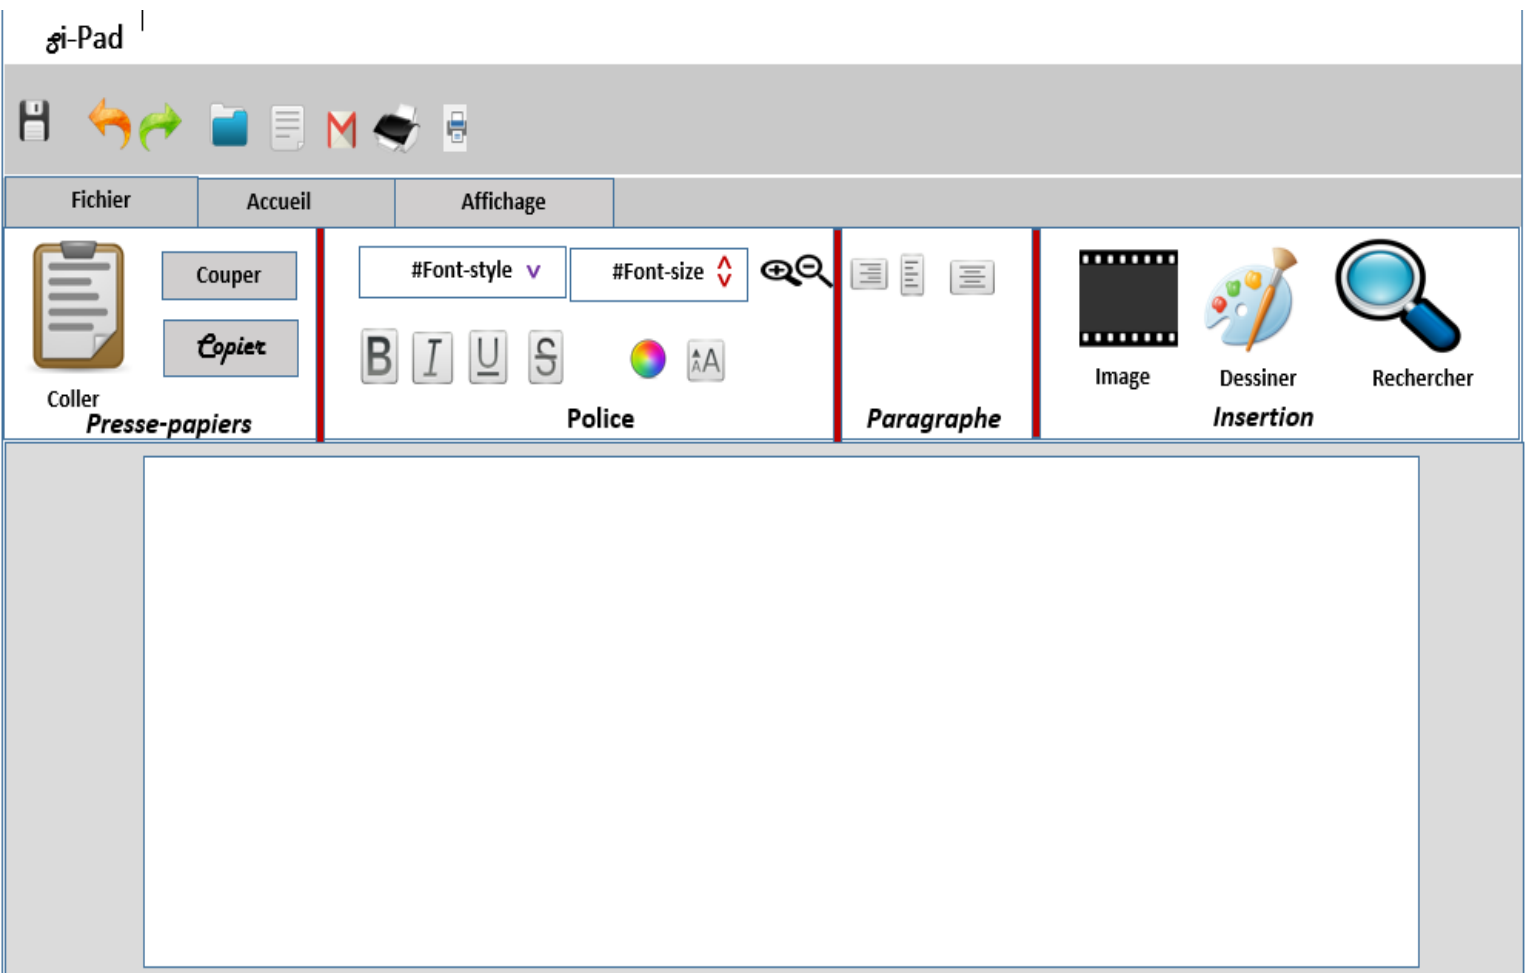 gi-Pad
Fichier Accueil Affichage
Couper
#Font-style
#Font-size
Copier
B I U S
AA
Coller
Presse-papiers
Police
Paragraphe
Image
Dessiner
Rechercher
Insertion